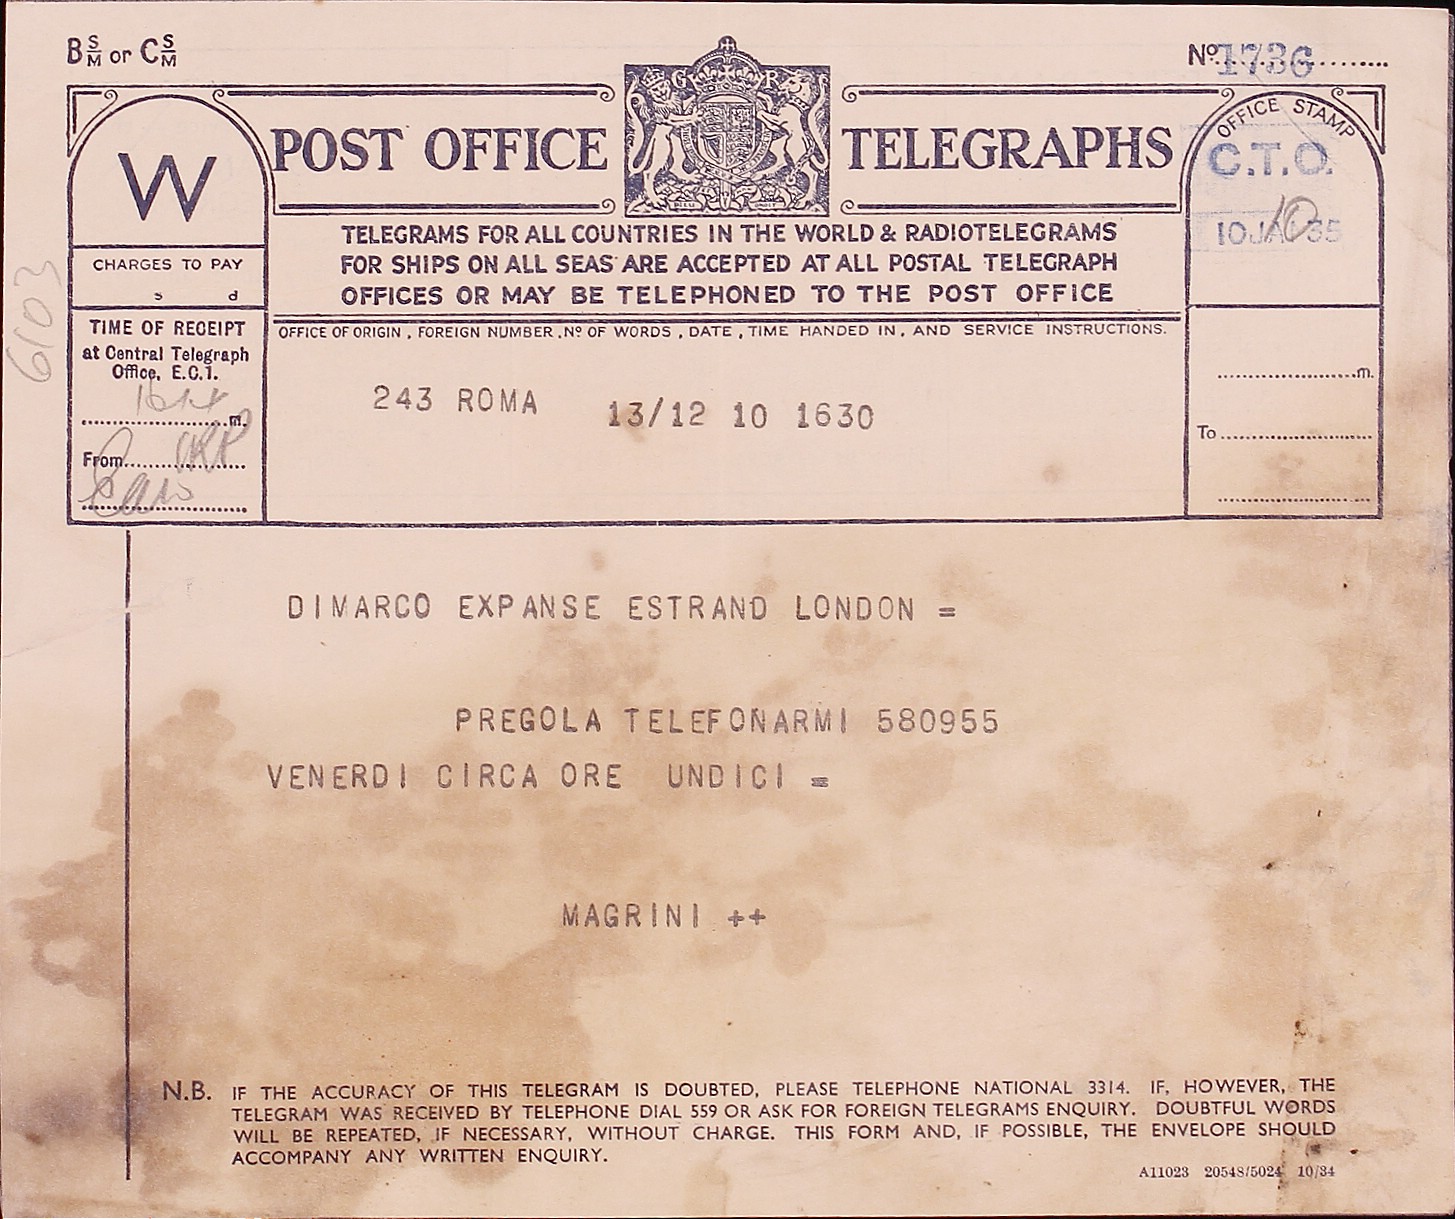 BS/M or CS/M
No 1736
POST OFFICE TELEGRAPHS
W
OFFICE STAMP
C.T.O.
10 JA 35
10
TELEGRAMS FOR ALL COUNTRIES IN THE WORLD & RADIOTELEGRAMS
FOR SHIPS ON ALL SEAS ARE ACCEPTED AT ALL POSTAL TELEGRAPH
OFFICES OR MAY BE TELEPHONED TO THE POST OFFICE
CHARGES TO PAY
s d
6103
TIME OF RECEIPT
at Central Telegraph
Office, E.C.1.
m.
From
OFFICE OF ORIGIN, FOREIGN NUMBER, No OF WORDS, DATE, TIME HANDED IN, AND SERVICE INSTRUCTIONS.
243 ROMA 13/12 10 1630
m.
To
DIMARCO EXPANSE ESTRAND LONDON =
PREGOLA TELEFONARMI 580955
VENERDI CIRCA ORE UNDICI =
MAGRINI ++
N.B. IF THE ACCURACY OF THIS TELEGRAM IS DOUBTED, PLEASE TELEPHONE NATIONAL 3314. IF, HOWEVER, THE
TELEGRAM WAS RECEIVED BY TELEPHONE DIAL 559 OR ASK FOR FOREIGN TELEGRAMS ENQUIRY. DOUBTFUL WORDS
WILL BE REPEATED, IF NECESSARY, WITHOUT CHARGE. THIS FORM AND, IF POSSIBLE, THE ENVELOPE SHOULD
ACCOMPANY ANY WRITTEN ENQUIRY.
A11023 20548/5024 10/34